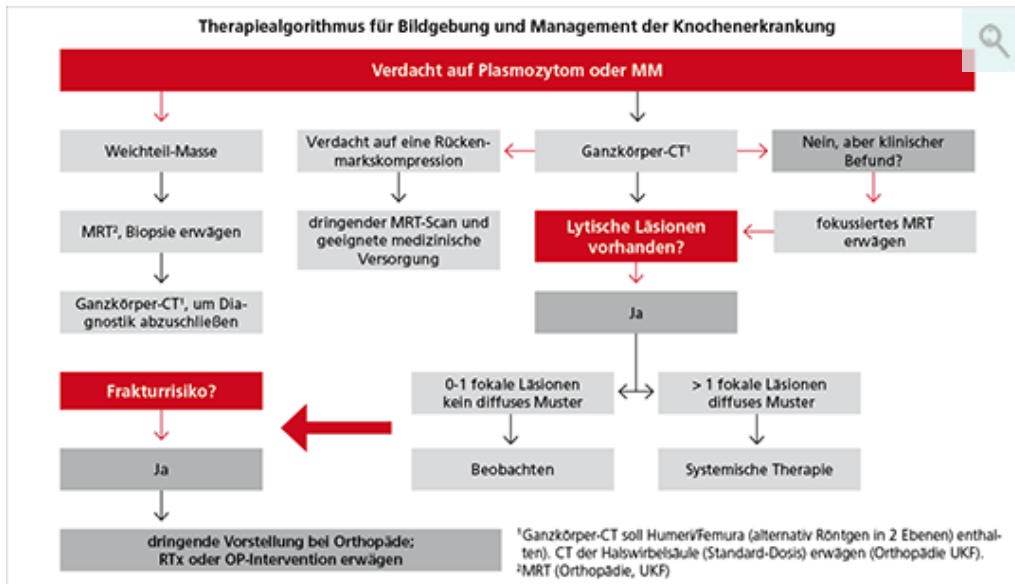 Therapiealgorithmus für Bildgebung und Management der Knochenerkrankung
Verdacht auf Plasmozytom oder MM
Weichteil-Masse
MRT², Biopsie erwägen
Ganzkörper-CT¹, um Dia-
gnostik abzuschließen
Verdacht auf eine Rücken-
markskompression
dringender MRT-Scan und
geeignete medizinische
Versorgung
Ganzkörper-CT¹
Nein, aber klinischer
Befund?
fokussiertes MRT
erwägen
Lytische Läsionen
vorhanden?
Ja
0-1 fokale Läsionen
kein diffuses Muster
> 1 fokale Läsionen
diffuses Muster
Beobachten
Systemische Therapie
Frakturrisiko?
Ja
dringende Vorstellung bei Orthopäde;
RTx oder OP-Intervention erwägen
¹Ganzkörper-CT soll Humeri/Femura (alternativ Röntgen in 2 Ebenen) enthal-
ten). CT der Halswirbelsäule (Standard-Dosis) erwägen (Orthopädie UKF).
²MRT (Orthopädie, UKF)